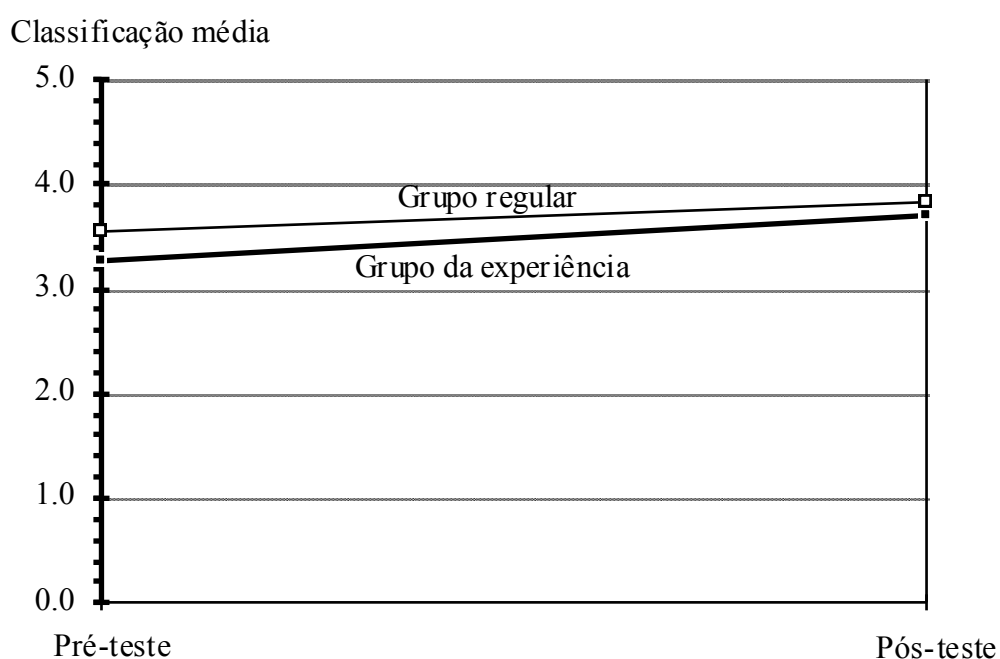 Classificação média
5.0
4.0
Grupo regular
Grupo da experiência
3.0
2.0
1.0
0.0
Pré-teste
Pós-teste